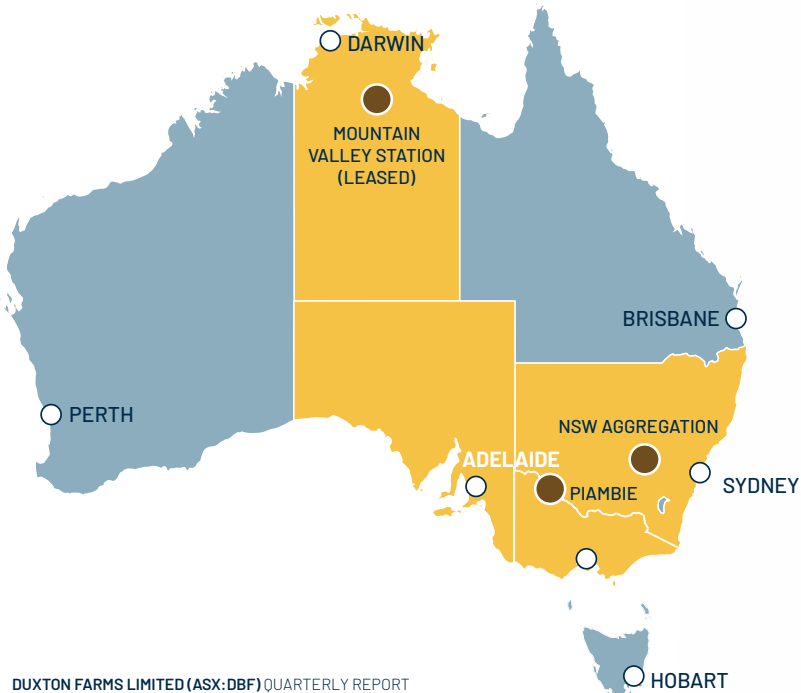 DARWIN
MOUNTAIN
VALLEY STATION
(LEASED)
BRISBANE
PERTH
NSW AGGREGATION
ADELAIDE
SYDNEY
PIAMBIE
HOBART
DUXTON FARMS LIMITED (ASX:DBF) QUARTERLY REPORT